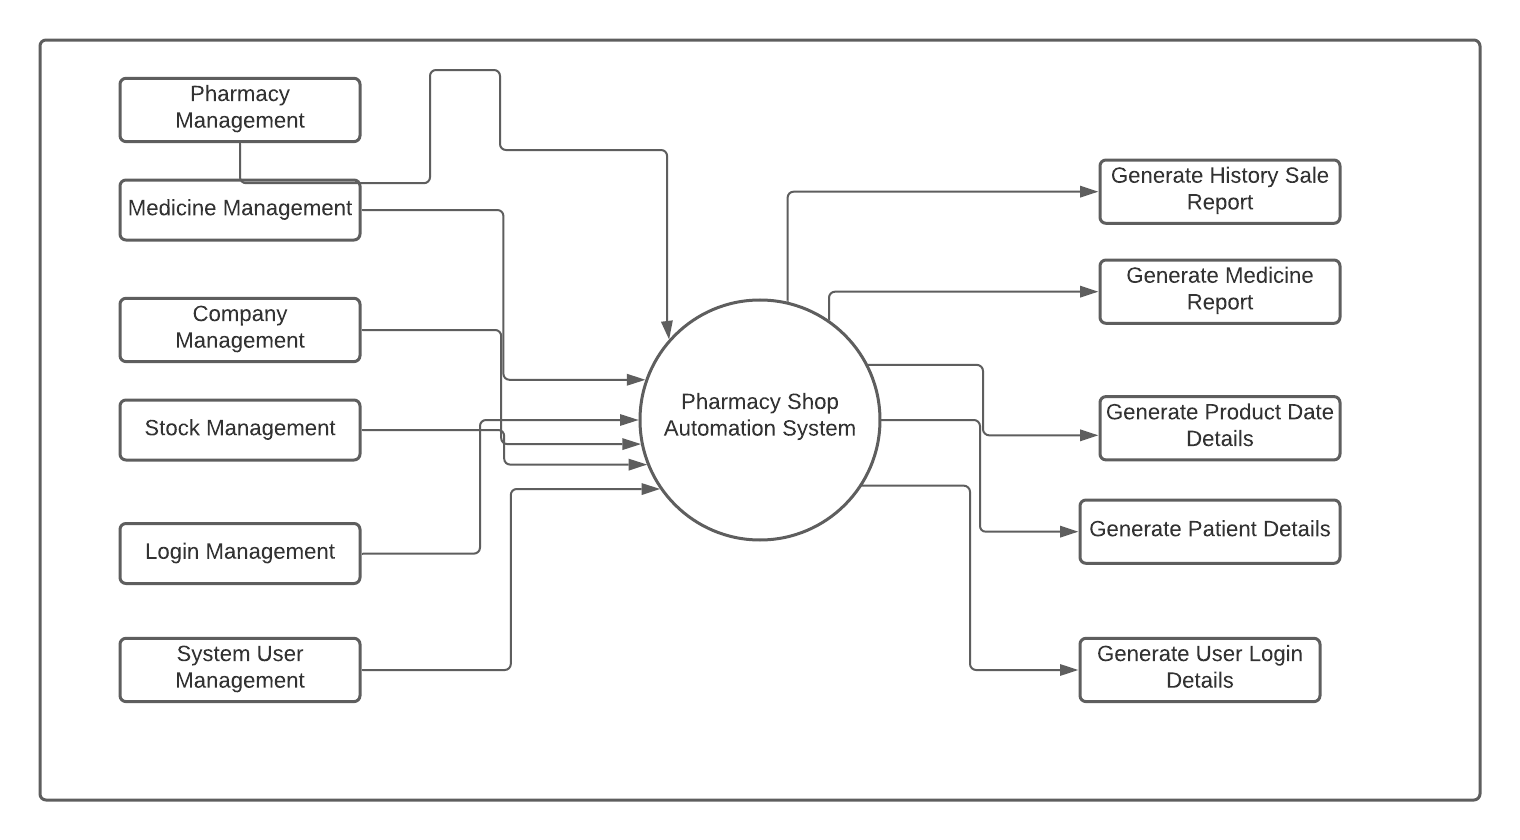 Pharmacy
Management
Medicine Management
Company
Management
Stock Management
Login Management
System User
Management
Pharmacy Shop
Automation System
Generate History Sale
Report
Generate Medicine
Report
Generate Product Date
Details
Generate Patient Details
Generate User Login
Details